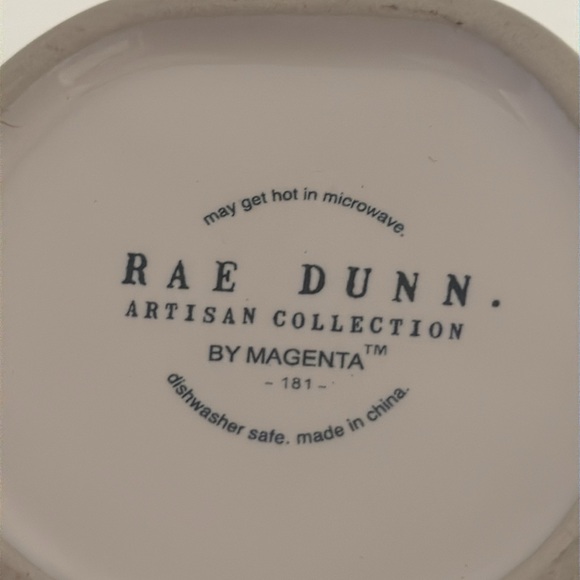 may get hot in microwave.
RAE DUNN.
ARTISAN COLLECTION
BY MAGENTA™
- 181 -
dishwasher safe. made in china.